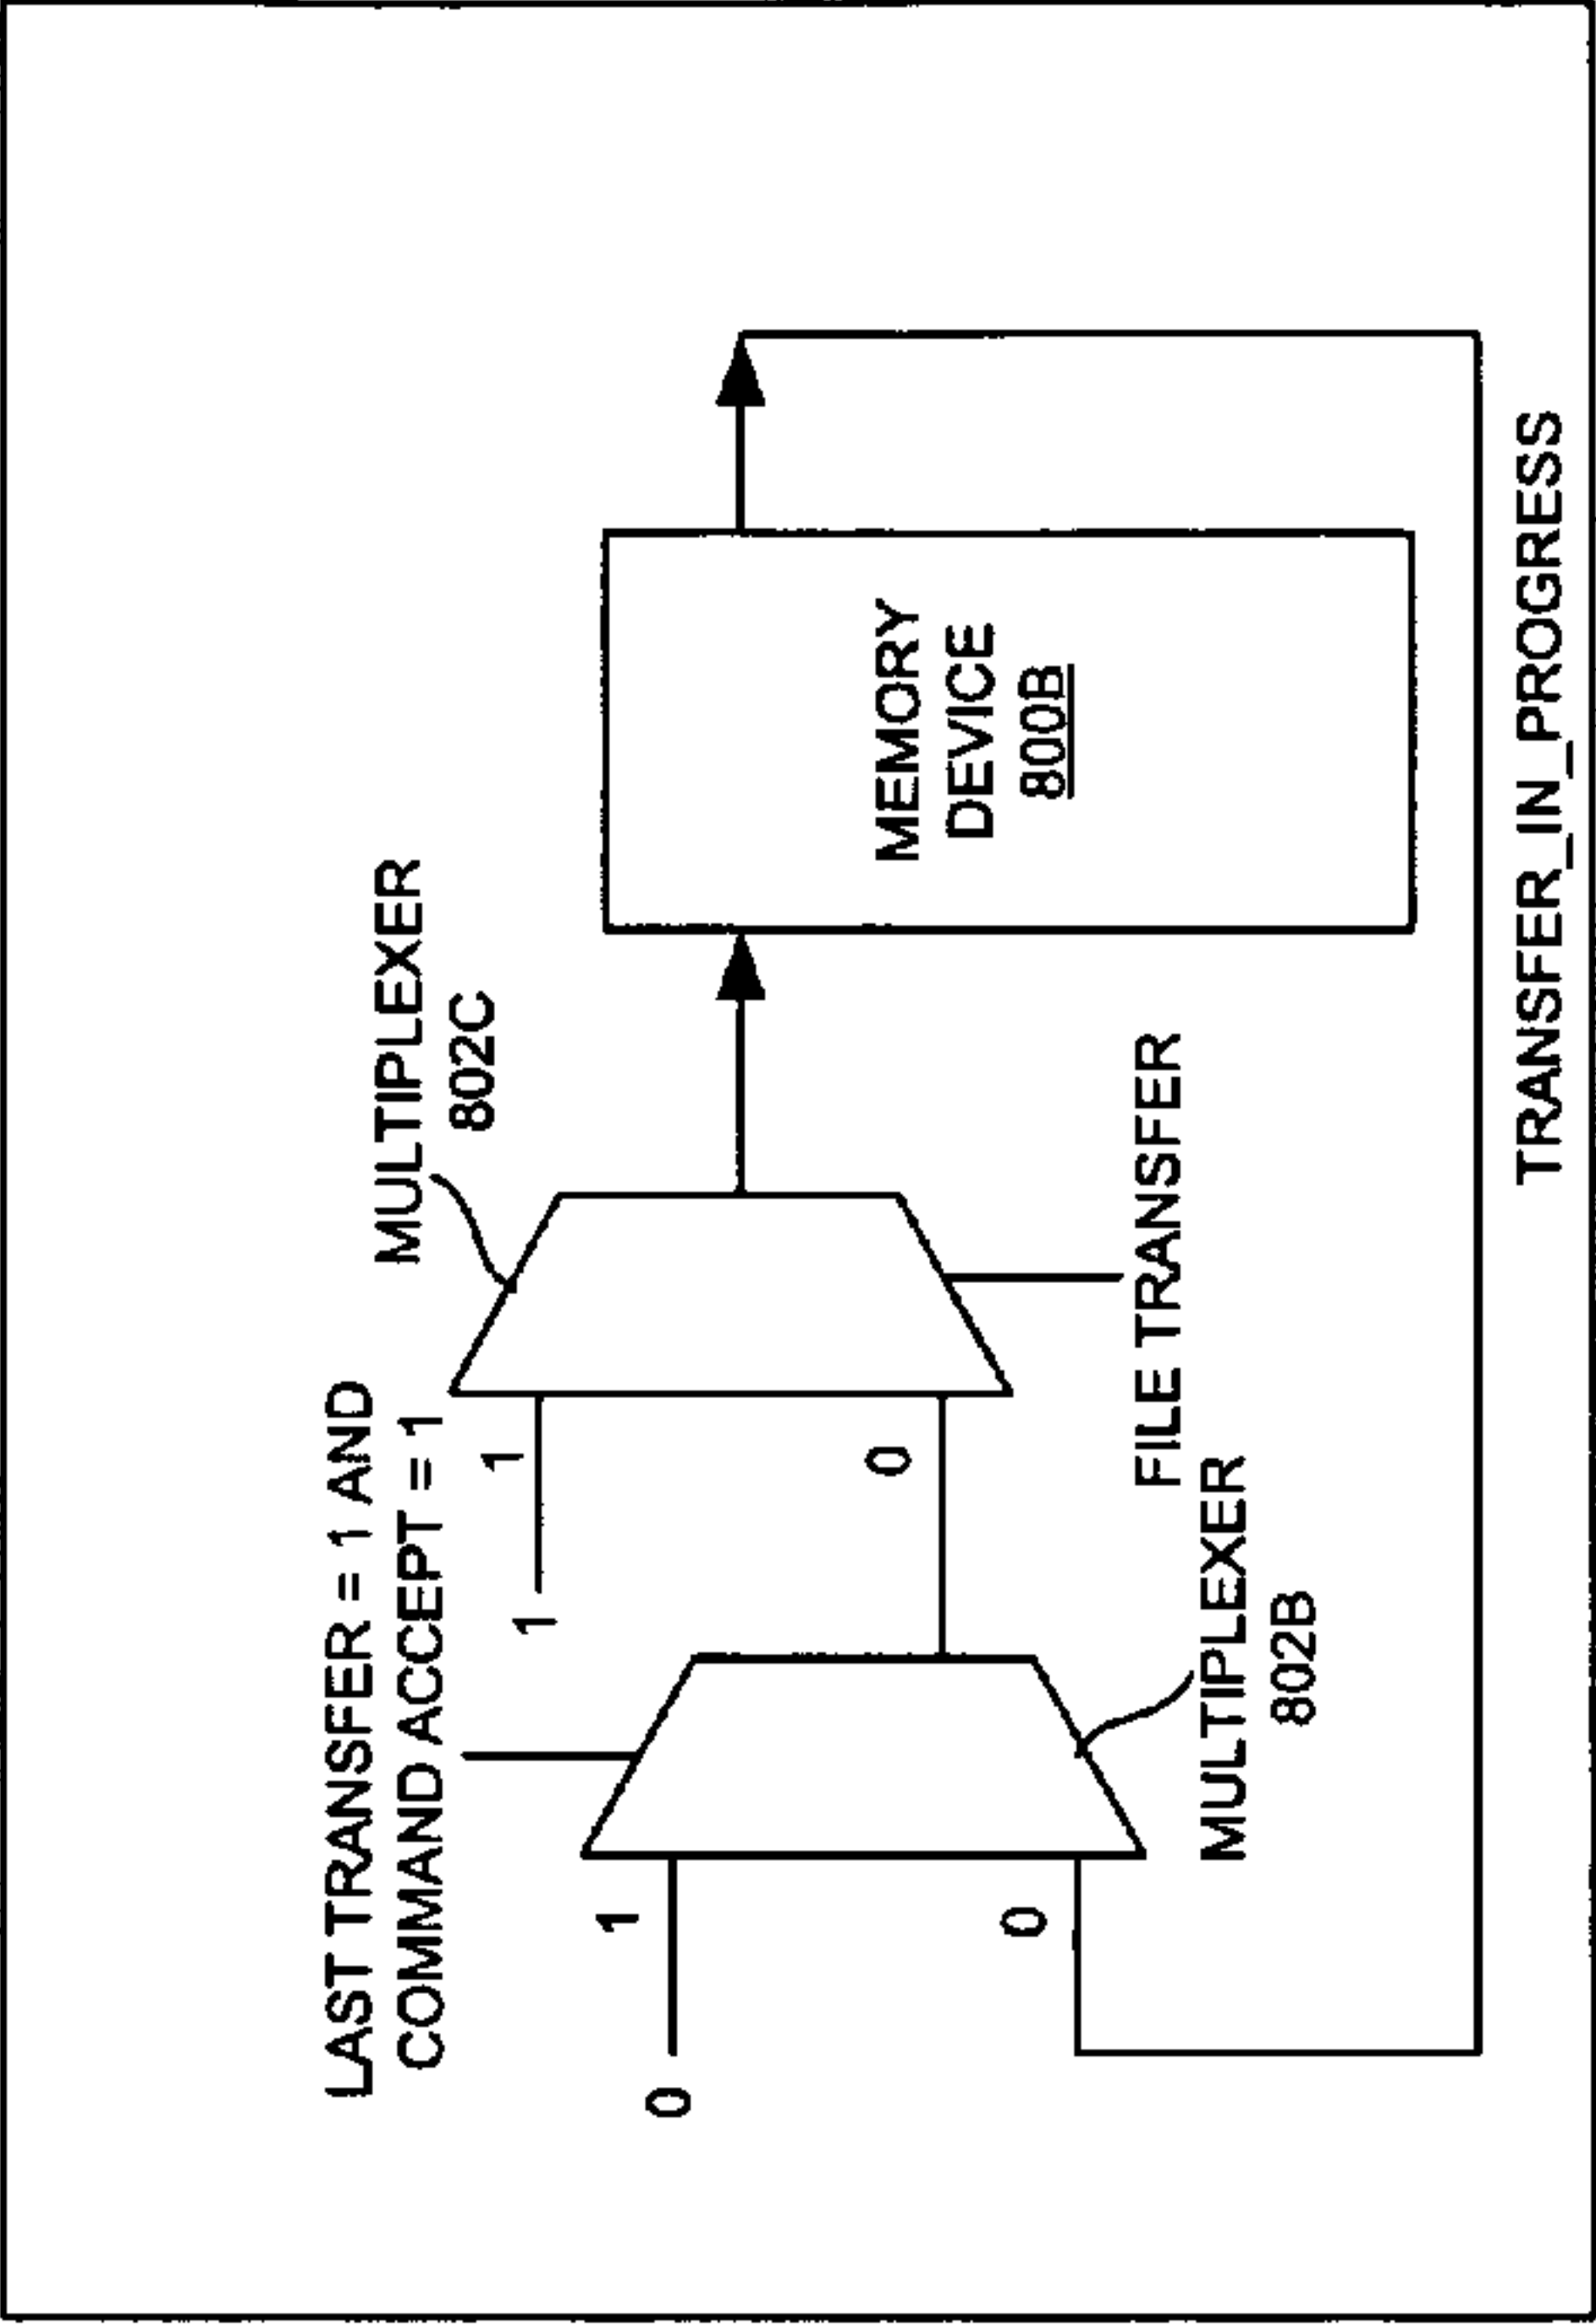 LAST TRANSFER = 1 AND
COMMAND ACCEPT = 1
MULTIPLEXER
802C
1
1
0
1
0
0
MEMORY
DEVICE
800B
FILE TRANSFER
MULTIPLEXER
802B
TRANSFER_IN_PROGRESS